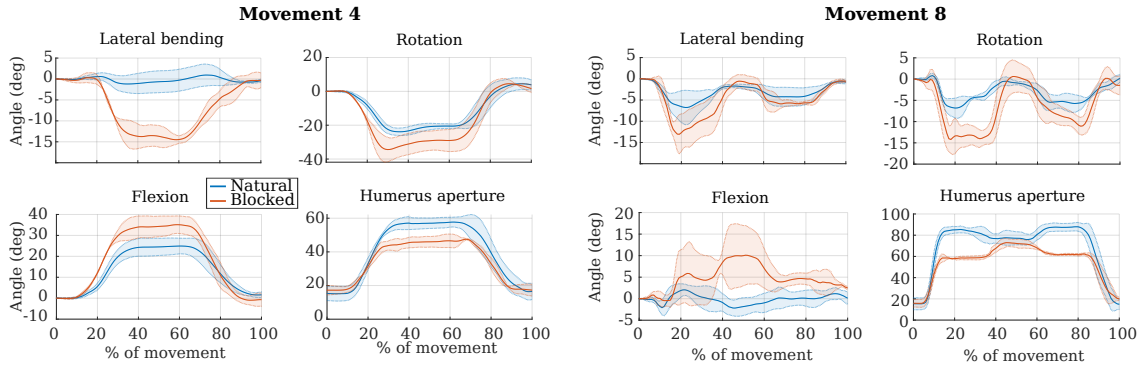 Movement 4
Movement 8
Lateral bending
Rotation
Lateral bending
Rotation
Angle (deg)
5
0
-5
-10
-15
20
0
-20
-40
Angle (deg)
5
0
-5
-10
-15
5
0
-5
-10
-15
-20
Flexion
Natural
Blocked
Humerus aperture
Flexion
Humerus aperture
Angle (deg)
40
30
20
10
0
-10
0 20 40 60 80 100
% of movement
60
40
20
0
0 20 40 60 80 100
% of movement
Angle (deg)
20
15
10
5
0
-5
0 20 40 60 80 100
% of movement
100
80
60
40
20
0
0 20 40 60 80 100
% of movement